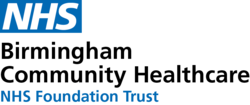 NHS
Birmingham
Community Healthcare
NHS Foundation Trust